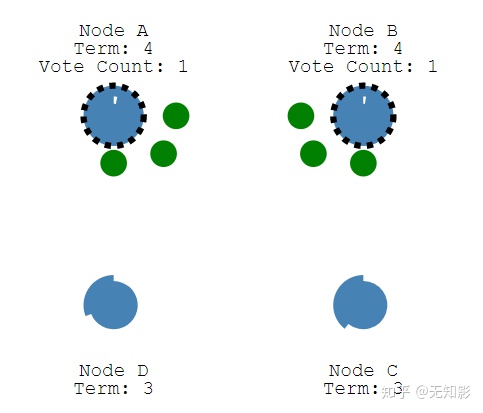 Node A
Term: 4
Vote Count: 1
Node B
Term: 4
Vote Count: 1
Node D
Term: 3
Node C
Term: 3
知乎 @无知影